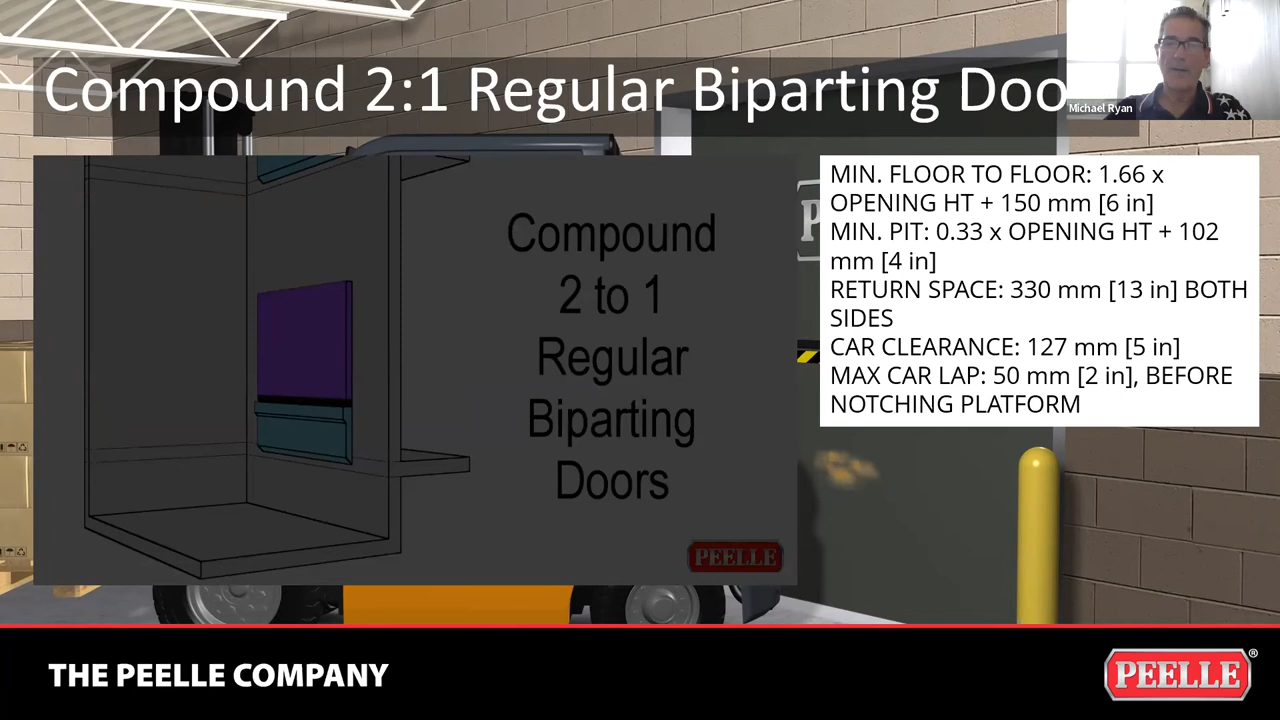 Compound 2:1 Regular Biparting Doo
Michael Ryan
Compound
2 to 1
Regular
Biparting
Doors
PEELLE
MIN. FLOOR TO FLOOR: 1.66 x
OPENING HT + 150 mm [6 in]
MIN. PIT: 0.33 x OPENING HT + 102
mm [4 in]
RETURN SPACE: 330 mm [13 in] BOTH
SIDES
CAR CLEARANCE: 127 mm [5 in]
MAX CAR LAP: 50 mm [2 in], BEFORE
NOTCHING PLATFORM
THE PEELLE COMPANY
PEELLE®